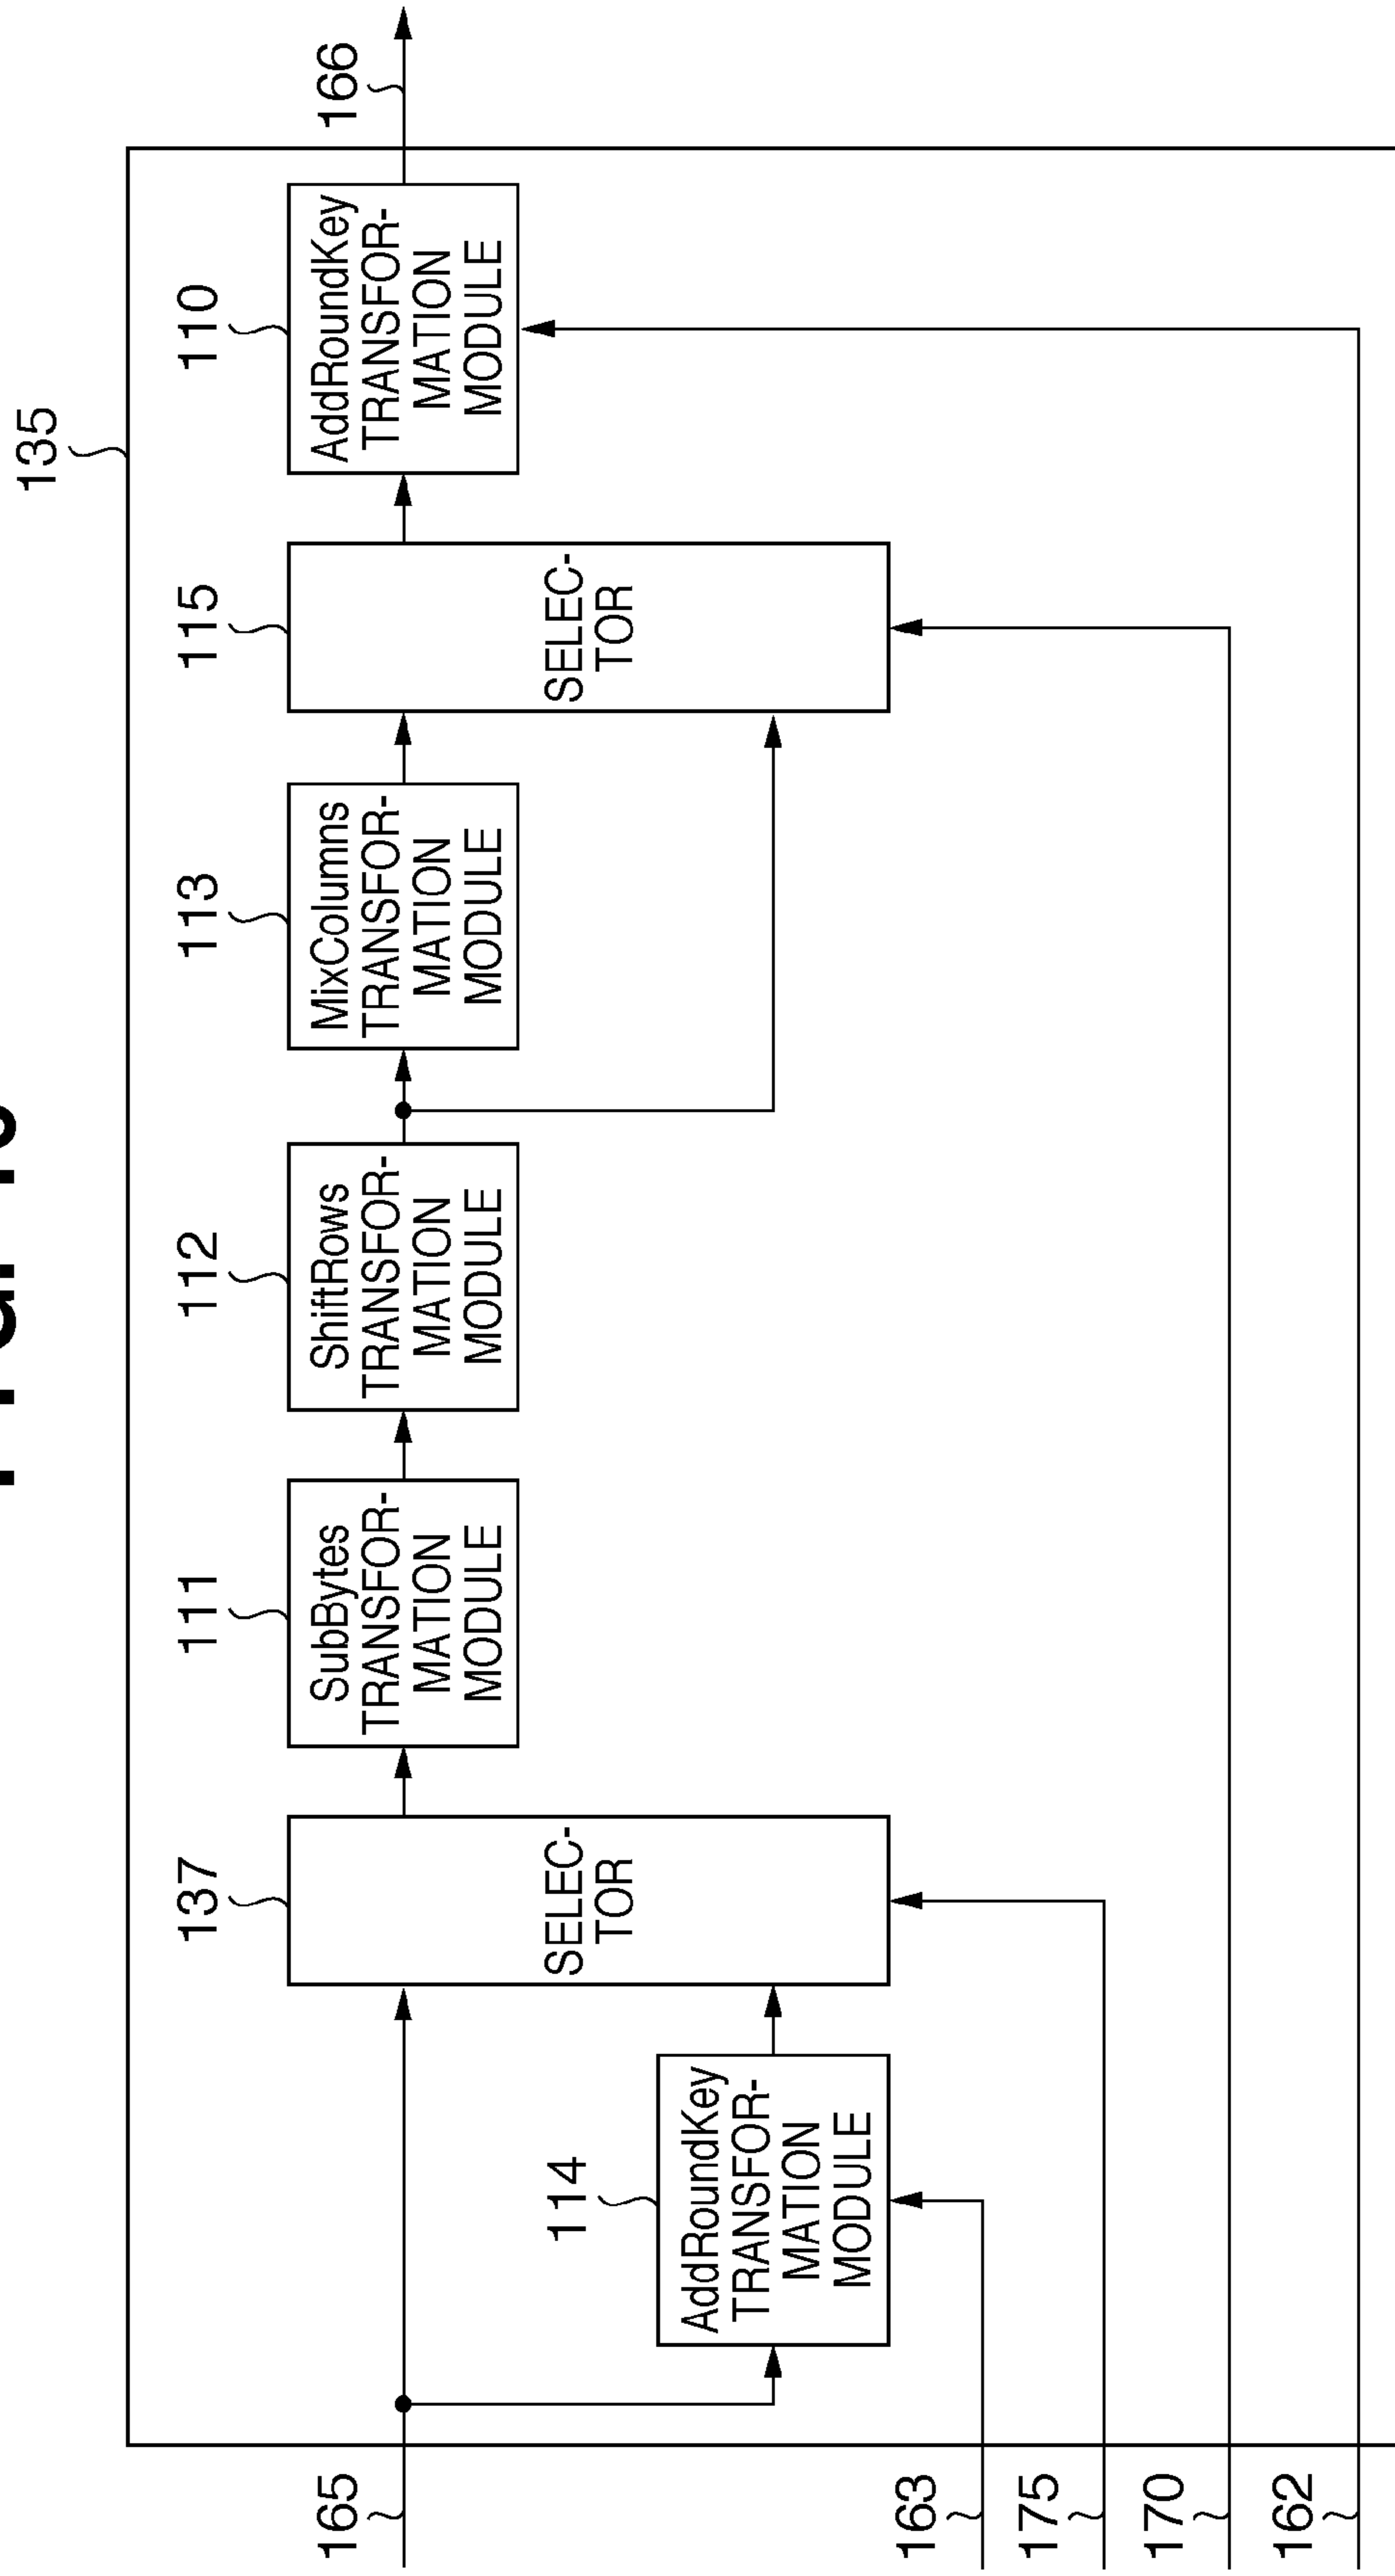 135
165
163
175
170
162
114
AddRoundKey
TRANSFOR-
MATION
MODULE
137
SELEC-
TOR
111
SubBytes
TRANSFOR-
MATION
MODULE
112
ShiftRows
TRANSFOR-
MATION
MODULE
113
MixColumns
TRANSFOR-
MATION
MODULE
115
SELEC-
TOR
110
AddRoundKey
TRANSFOR-
MATION
MODULE
166